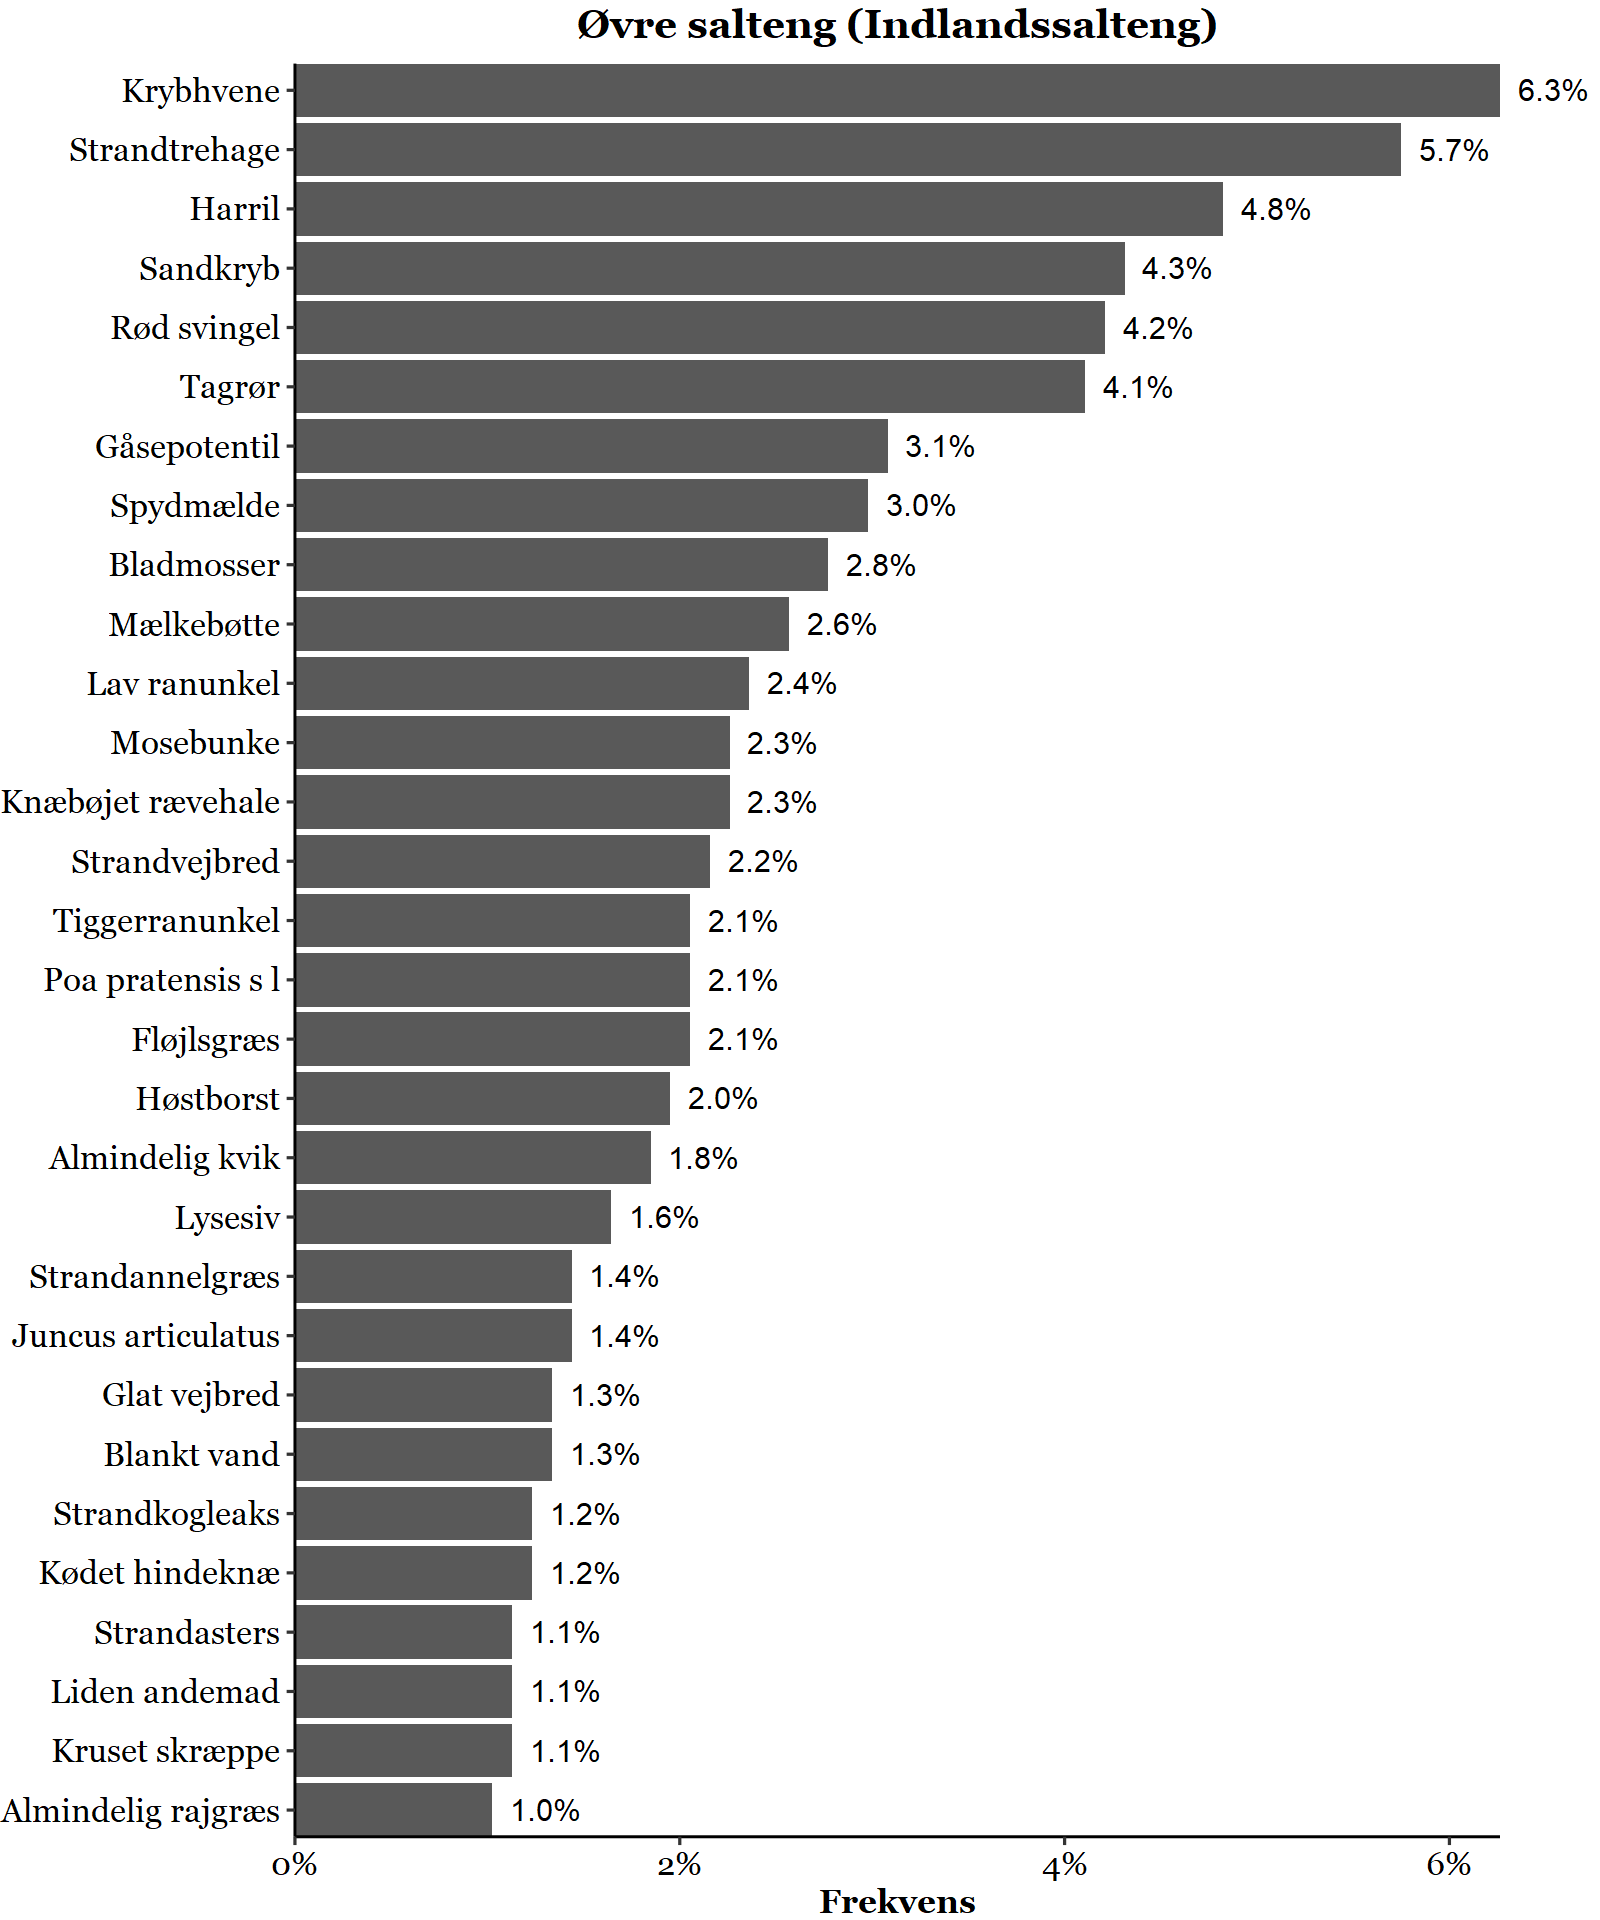 Øvre salteng (Indlandssalteng)
Krybhvene 6.3%
Strandtrehage 5.7%
Harril 4.8%
Sandkryb 4.3%
Rød svingel 4.2%
Tagrør 4.1%
Gåsepotentil 3.1%
Spydmælde 3.0%
Bladmosser 2.8%
Mælkebøtte 2.6%
Lav ranunkel 2.4%
Mosebunke 2.3%
Knæbøjet rævehale 2.3%
Strandvejbred 2.2%
Tiggerranunkel 2.1%
Poa pratensis s l 2.1%
Fløjlsgræs 2.1%
Høstborst 2.0%
Almindelig kvik 1.8%
Lysesiv 1.6%
Strandannelgræs 1.4%
Juncus articulatus 1.4%
Glat vejbred 1.3%
Blankt vand 1.3%
Strandkogleaks 1.2%
Kødet hindeknæ 1.2%
Strandasters 1.1%
Liden andemad 1.1%
Kruset skræppe 1.1%
Almindelig rajgræs 1.0%
0% 2% 4% 6%
Frekvens